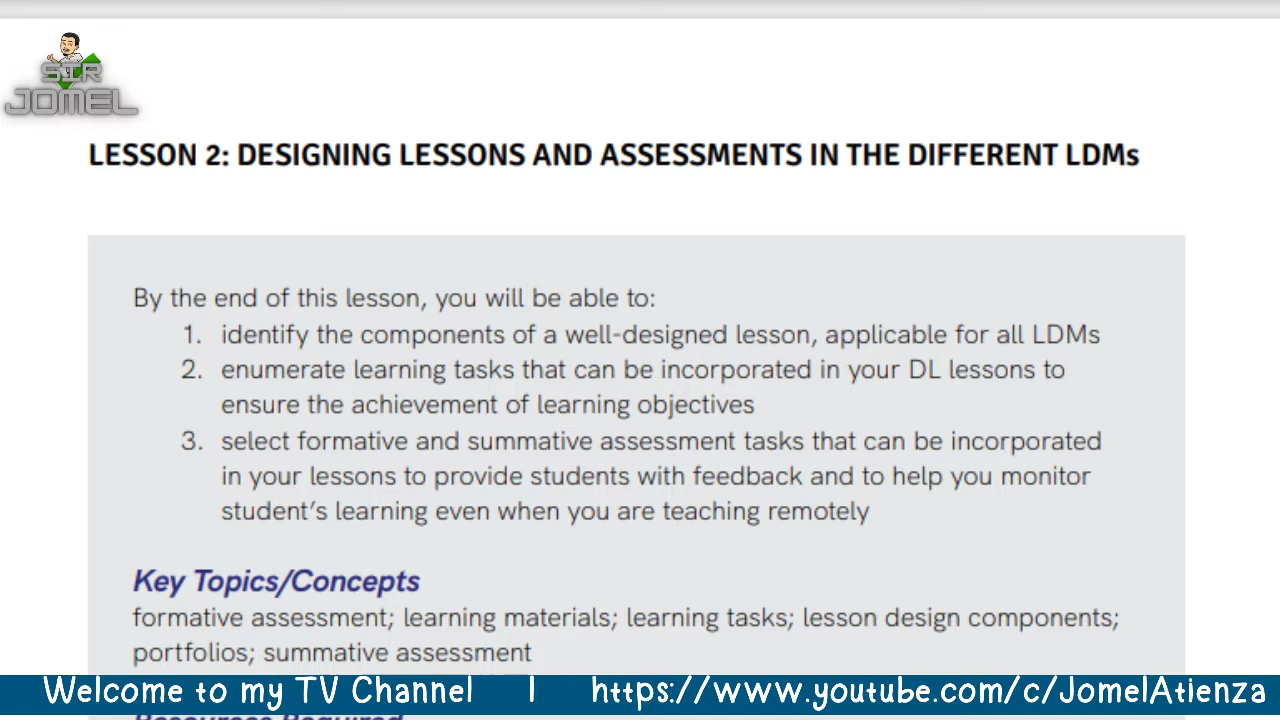 SIR
JOMEL
LESSON 2: DESIGNING LESSONS AND ASSESSMENTS IN THE DIFFERENT LDMs
By the end of this lesson, you will be able to:
1. identify the components of a well-designed lesson, applicable for all LDMs
2. enumerate learning tasks that can be incorporated in your DL lessons to
ensure the achievement of learning objectives
3. select formative and summative assessment tasks that can be incorporated
in your lessons to provide students with feedback and to help you monitor
student's learning even when you are teaching remotely
Key Topics/Concepts
formative assessment; learning materials; learning tasks; lesson design components;
portfolios; summative assessment
Welcome to my TV Channel | https://www.youtube.com/c/JomelAtienza